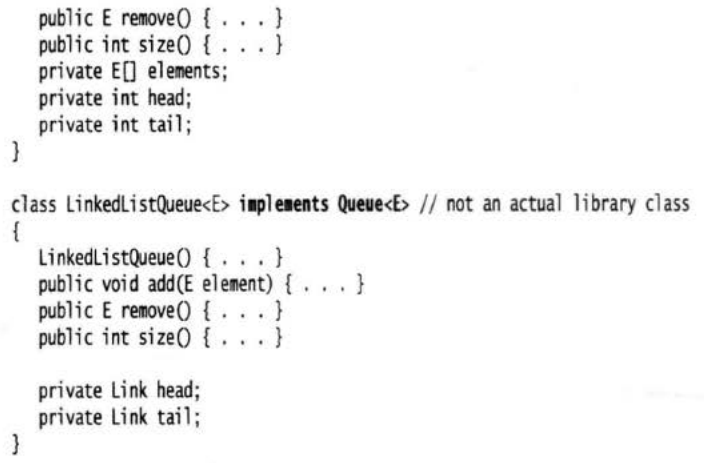 public E remove() { . . . }
public int size() { . . . }
private E[] elements;
private int head;
private int tail;
}
class LinkedListQueue<E> implements Queue<E> // not an actual library class
{
LinkedListQueue() { . . . }
public void add(E element) { . . . }
public E remove() { . . . }
public int size() { . . . }
private Link head;
private Link tail;
}